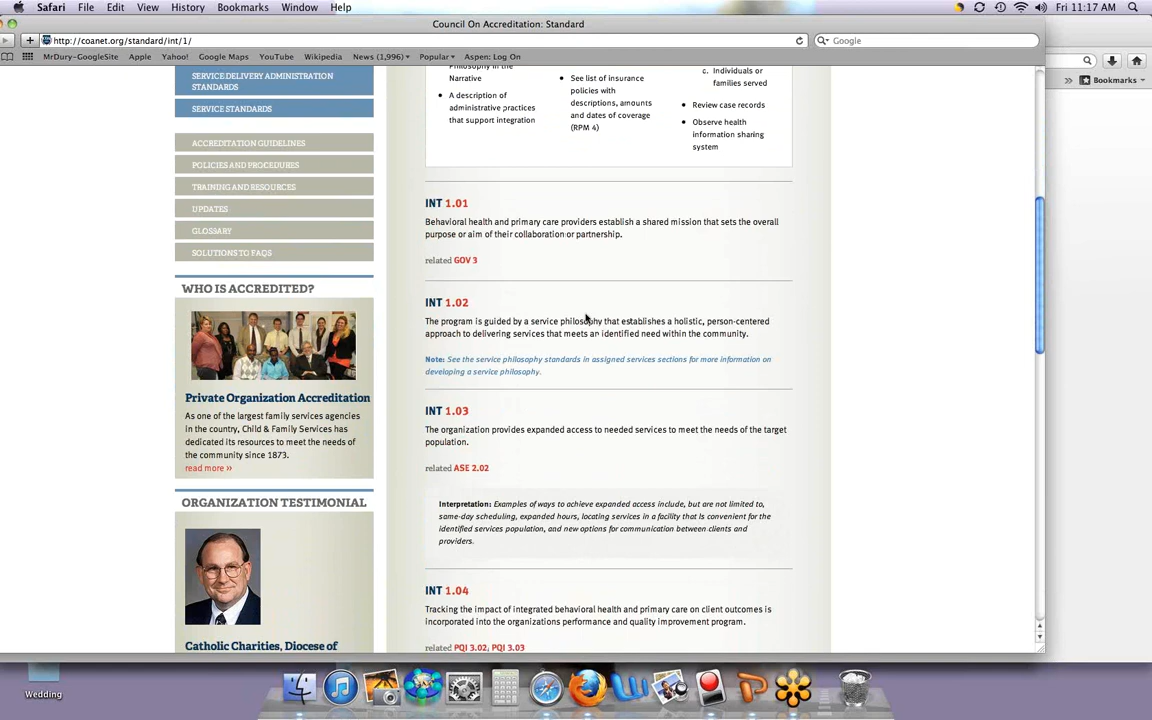 Safari File Edit View History Bookmarks Window Help
Fri 11:17 AM
Council On Accreditation: Standard
http://coanet.org/standard/int/1/
Google
MrDury-GoogleSite Apple Yahoo! Google Maps YouTube Wikipedia News (1,996) Popular Aspen: Log On
Bookmarks
SERVICE DELIVERY ADMINISTRATION
STANDARDS
SERVICE STANDARDS
ACCREDITATION GUIDELINES
POLICIES AND PROCEDURES
TRAINING AND RESOURCES
UPDATES
GLOSSARY
SOLUTIONS TO FAQS
WHO IS ACCREDITED?
Private Organization Accreditation
As one of the largest family services agencies
in the country, Child & Family Services has
dedicated its resources to meet the needs of
the community since 1873.
read more »
ORGANIZATION TESTIMONIAL
Catholic Charities, Diocese of
Philosophy in the
Narrative
• A description of
administrative practices
that support integration
• See list of insurance
policies with
descriptions, amounts
and dates of coverage
(RPM 4)
c. Individuals or
families served
• Review case records
• Observe health
information sharing
system
INT 1.01
Behavioral health and primary care providers establish a shared mission that sets the overall
purpose or aim of their collaboration or partnership.
related GOV 3
INT 1.02
The program is guided by a service philosophy that establishes a holistic, person-centered
approach to delivering services that meets an identified need within the community.
Note: See the service philosophy standards in assigned services sections for more information on
developing a service philosophy.
INT 1.03
The organization provides expanded access to needed services to meet the needs of the target
population.
related ASE 2.02
Interpretation: Examples of ways to achieve expanded access include, but are not limited to,
same-day scheduling, expanded hours, locating services in a facility that is convenient for the
identified services population, and new options for communication between clients and
providers.
INT 1.04
Tracking the impact of integrated behavioral health and primary care on client outcomes is
incorporated into the organizations performance and quality improvement program.
related PQI 3.02, PQI 3.03
Wedding